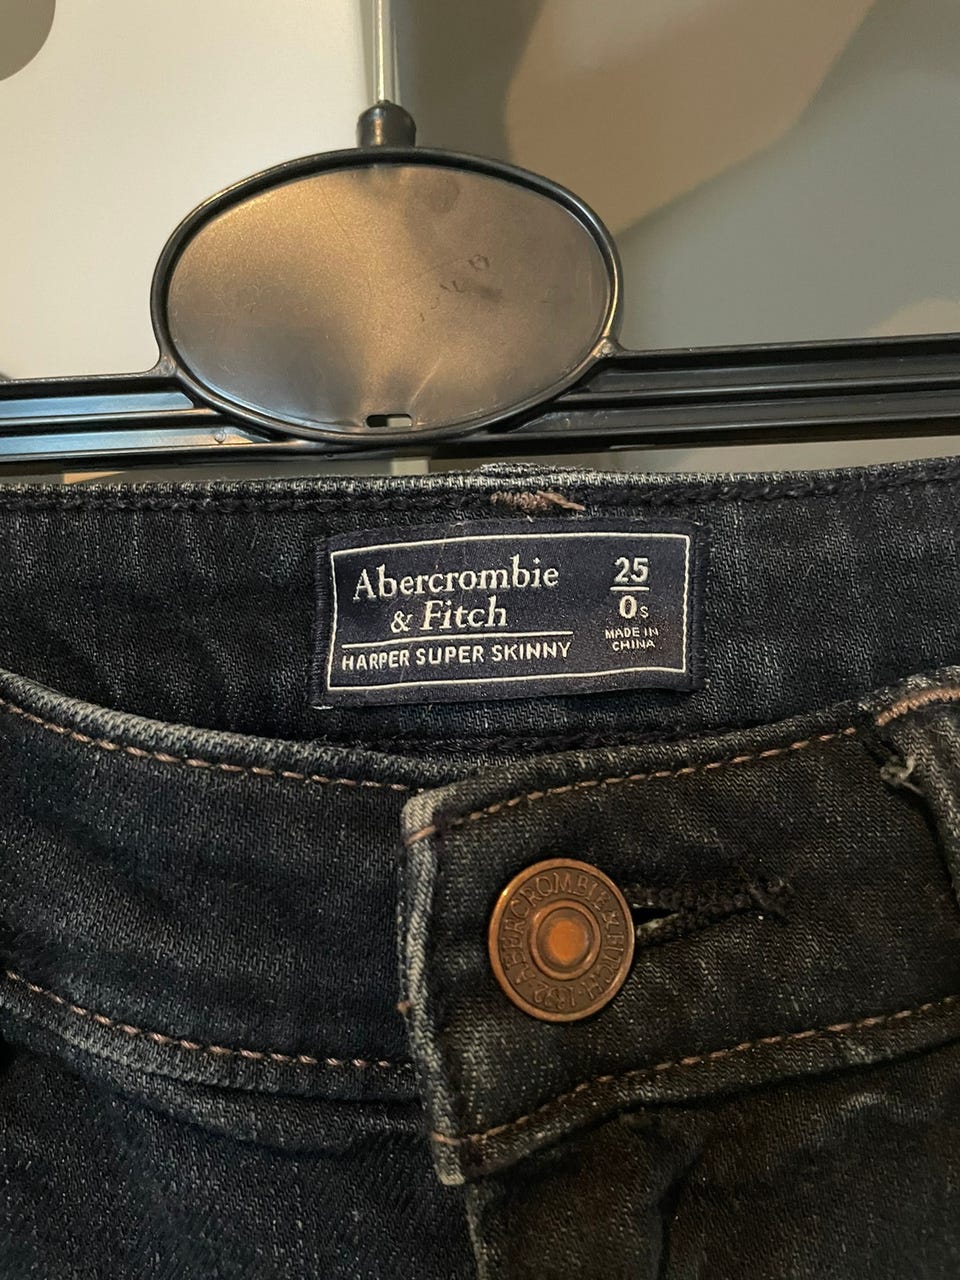 Abercrombie
& Fitch
HARPER SUPER SKINNY
25
0s
MADE IN
CHINA
ABERCROMBIE & FITCH · 1892